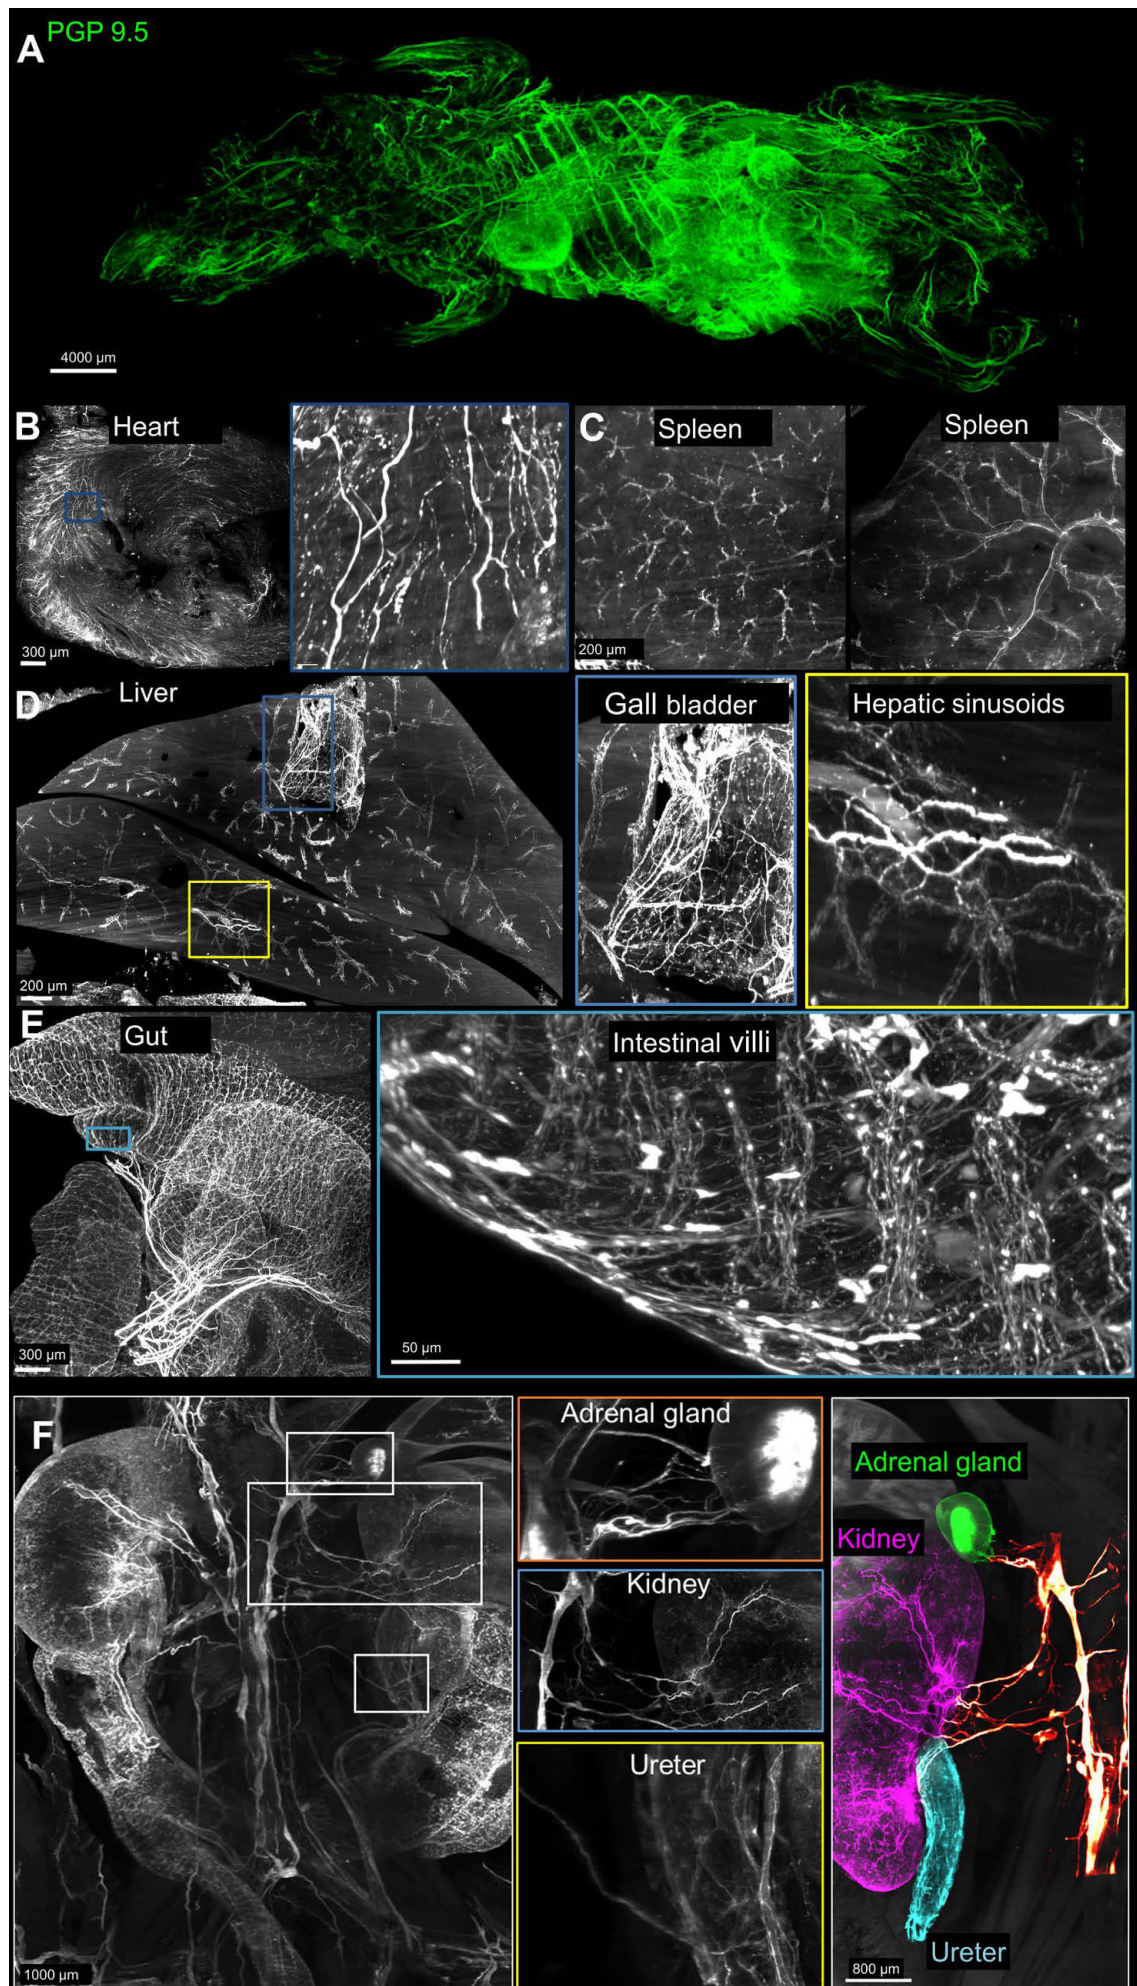 A PGP 9.5
4000 µm
B Heart
300 µm
C Spleen
Spleen
200 µm
D Liver
200 µm
Gall bladder
Hepatic sinusoids
E Gut
300 µm
Intestinal villi
50 µm
F
1000 µm
Adrenal gland
Kidney
Ureter
Adrenal gland
Kidney
Ureter
800 µm